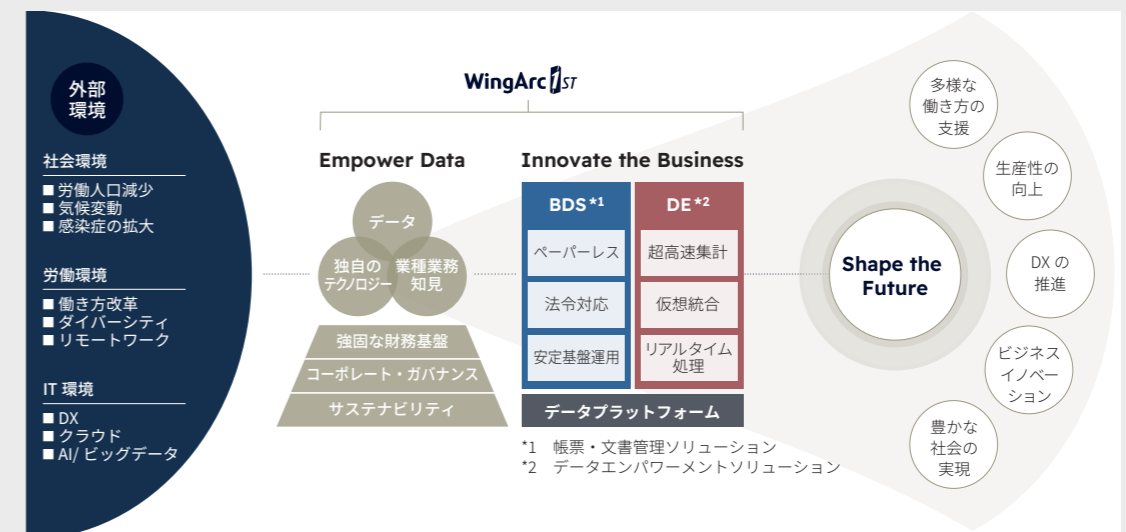 外部
環境
社会環境
■ 労働人口減少
■ 気候変動
■ 感染症の拡大
労働環境
■ 働き方改革
■ ダイバーシティ
■ リモートワーク
IT 環境
■ DX
■ クラウド
■ AI/ ビッグデータ
WingArc1ST
Empower Data
データ
独自の
テクノロジー
業種業務
知見
強固な財務基盤
コーポレート・ガバナンス
サステナビリティ
Innovate the Business
BDS*1
ペーパーレス
法令対応
安定基盤運用
DE*2
超高速集計
仮想統合
リアルタイム
処理
データプラットフォーム
*1 帳票・文書管理ソリューション
*2 データエンパワーメントソリューション
Shape the
Future
多様な
働き方の
支援
生産性の
向上
DX の
推進
ビジネス
イノベー
ション
豊かな
社会の
実現